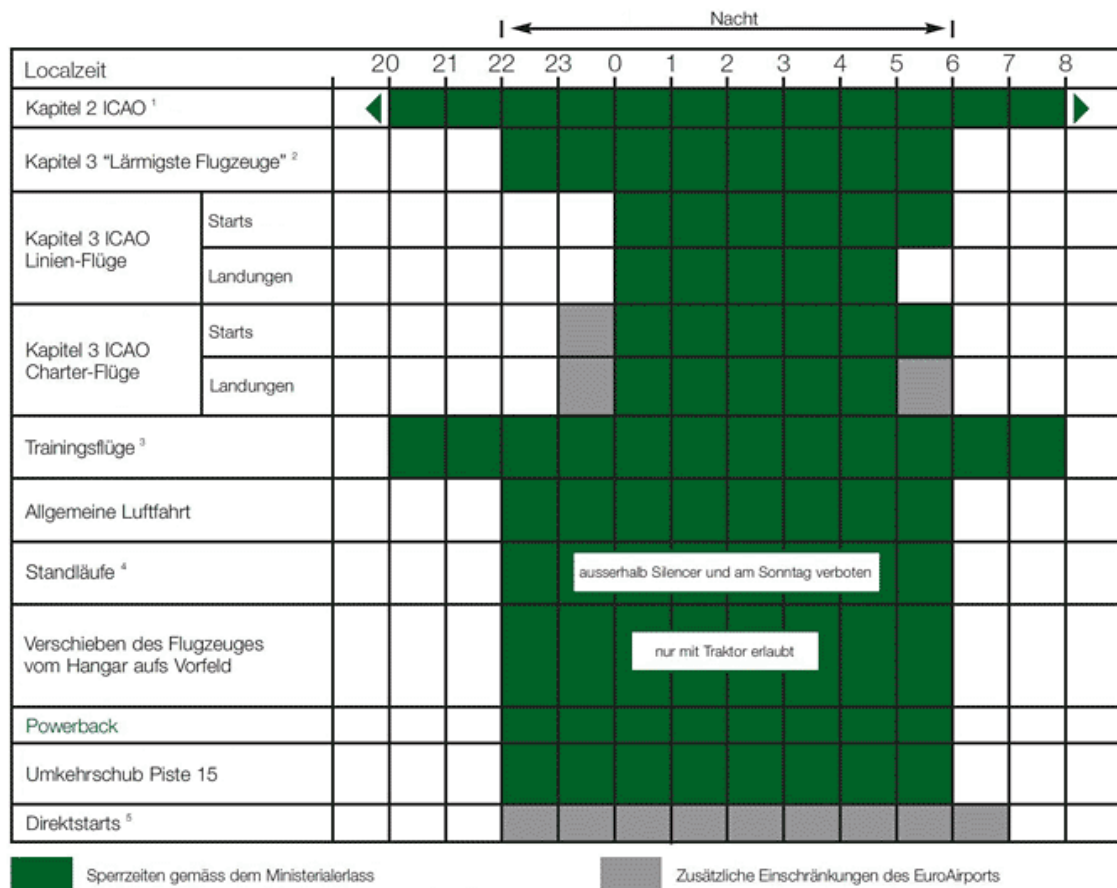 Nacht
Localzeit 20 21 22 23 0 1 2 3 4 5 6 7 8
Kapitel 2 ICAO 1
Kapitel 3 “Lärmigste Flugzeuge” 2
Kapitel 3 ICAO
Linien-Flüge
Starts
Landungen
Kapitel 3 ICAO
Charter-Flüge
Starts
Landungen
Trainingsflüge 3
Allgemeine Luftfahrt
Standläufe 4
ausserhalb Silencer und am Sonntag verboten
Verschieben des Flugzeuges
vom Hangar aufs Vorfeld
nur mit Traktor erlaubt
Powerback
Umkehrschub Piste 15
Direktstarts 5
Sperrzeiten gemäss dem Ministerialerlass
Zusätzliche Einschränkungen des EuroAirports